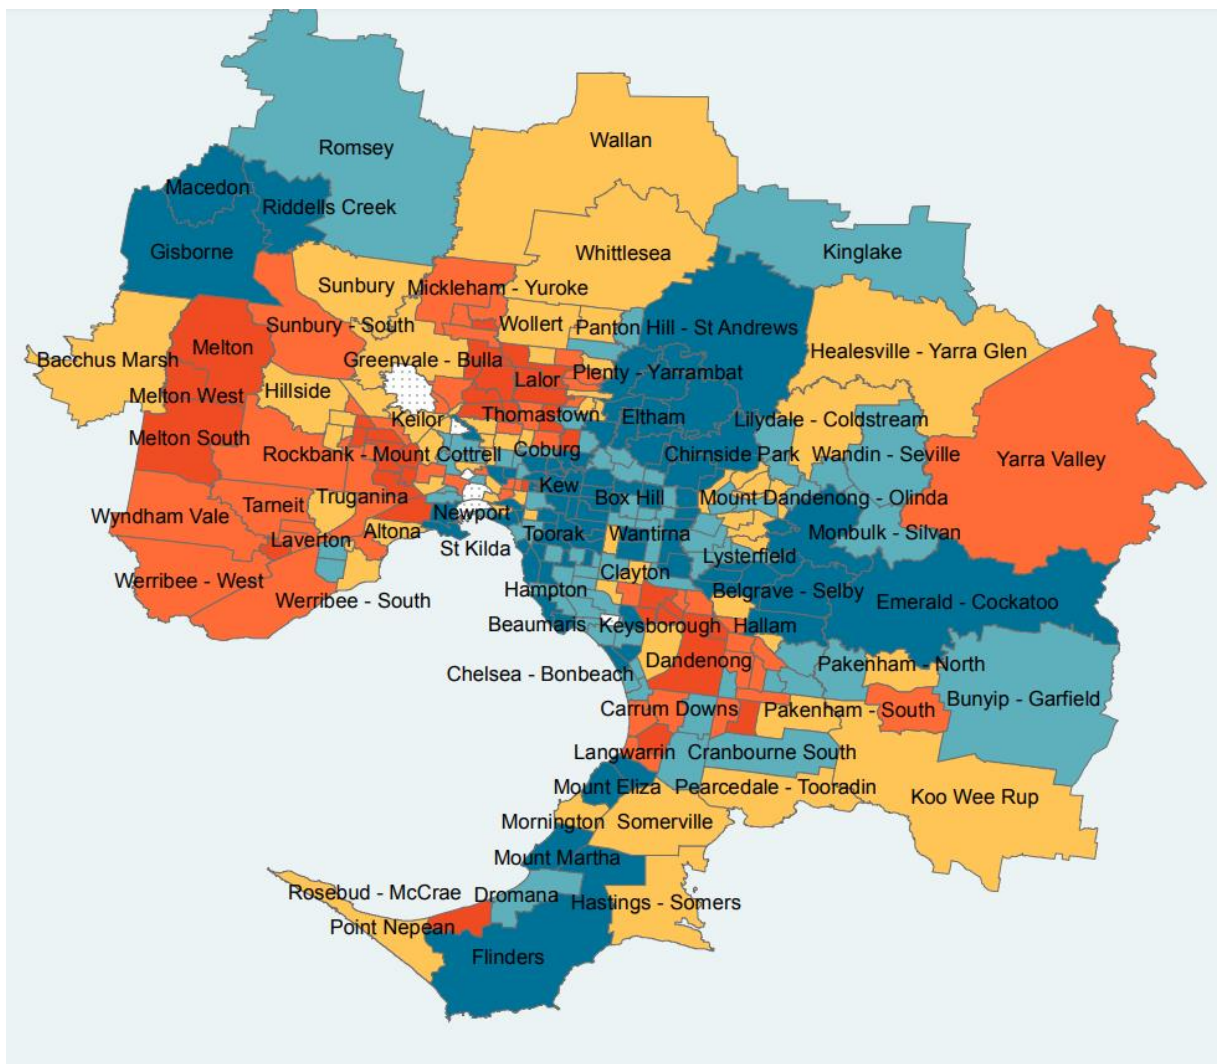 Wallan
Romsey
Macedon
Riddells Creek
Gisborne
Whittlesea
Kinglake
Sunbury
Mickleham - Yuroke
Sunbury - South
Wollert
Panton Hill - St Andrews
Melton
Greenvale - Bulla
Healesville - Yarra Glen
Bacchus Marsh
Lalor
Plenty - Yarrambat
Melton West
Hillside
Keilor
Thomastown
Eltham
Lilydale - Coldstream
Melton South
Rockbank - Mount Cottrell
Coburg
Chirnside Park
Wandin - Seville
Yarra Valley
Kew
Box Hill
Mount Dandenong - Olinda
Tarneit
Truganina
Wyndham Vale
Newport
Altona
Toorak
Wantirna
Monbulk - Silvan
Laverton
St Kilda
Lysterfield
Werribee - West
Clayton
Hampton
Belgrave - Selby
Werribee - South
Emerald - Cockatoo
Beaumaris
Keysborough
Hallam
Dandenong
Pakenham - North
Chelsea - Bonbeach
Bunyip - Garfield
Carrum Downs
Pakenham - South
Langwarrin
Cranbourne South
Mount Eliza
Pearcedale - Tooradin
Koo Wee Rup
Mornington
Somerville
Mount Martha
Rosebud - McCrae
Dromana
Hastings - Somers
Point Nepean
Flinders